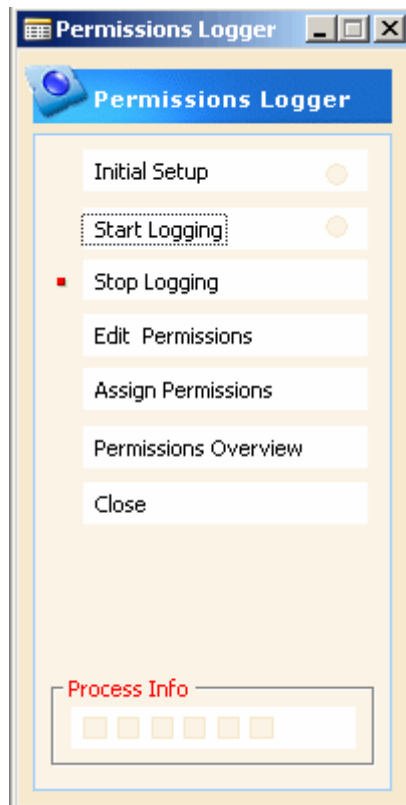 Permissions Logger
Permissions Logger
Initial Setup
Start Logging
Stop Logging
Edit  Permissions
Assign Permissions
Permissions Overview
Close
Process Info